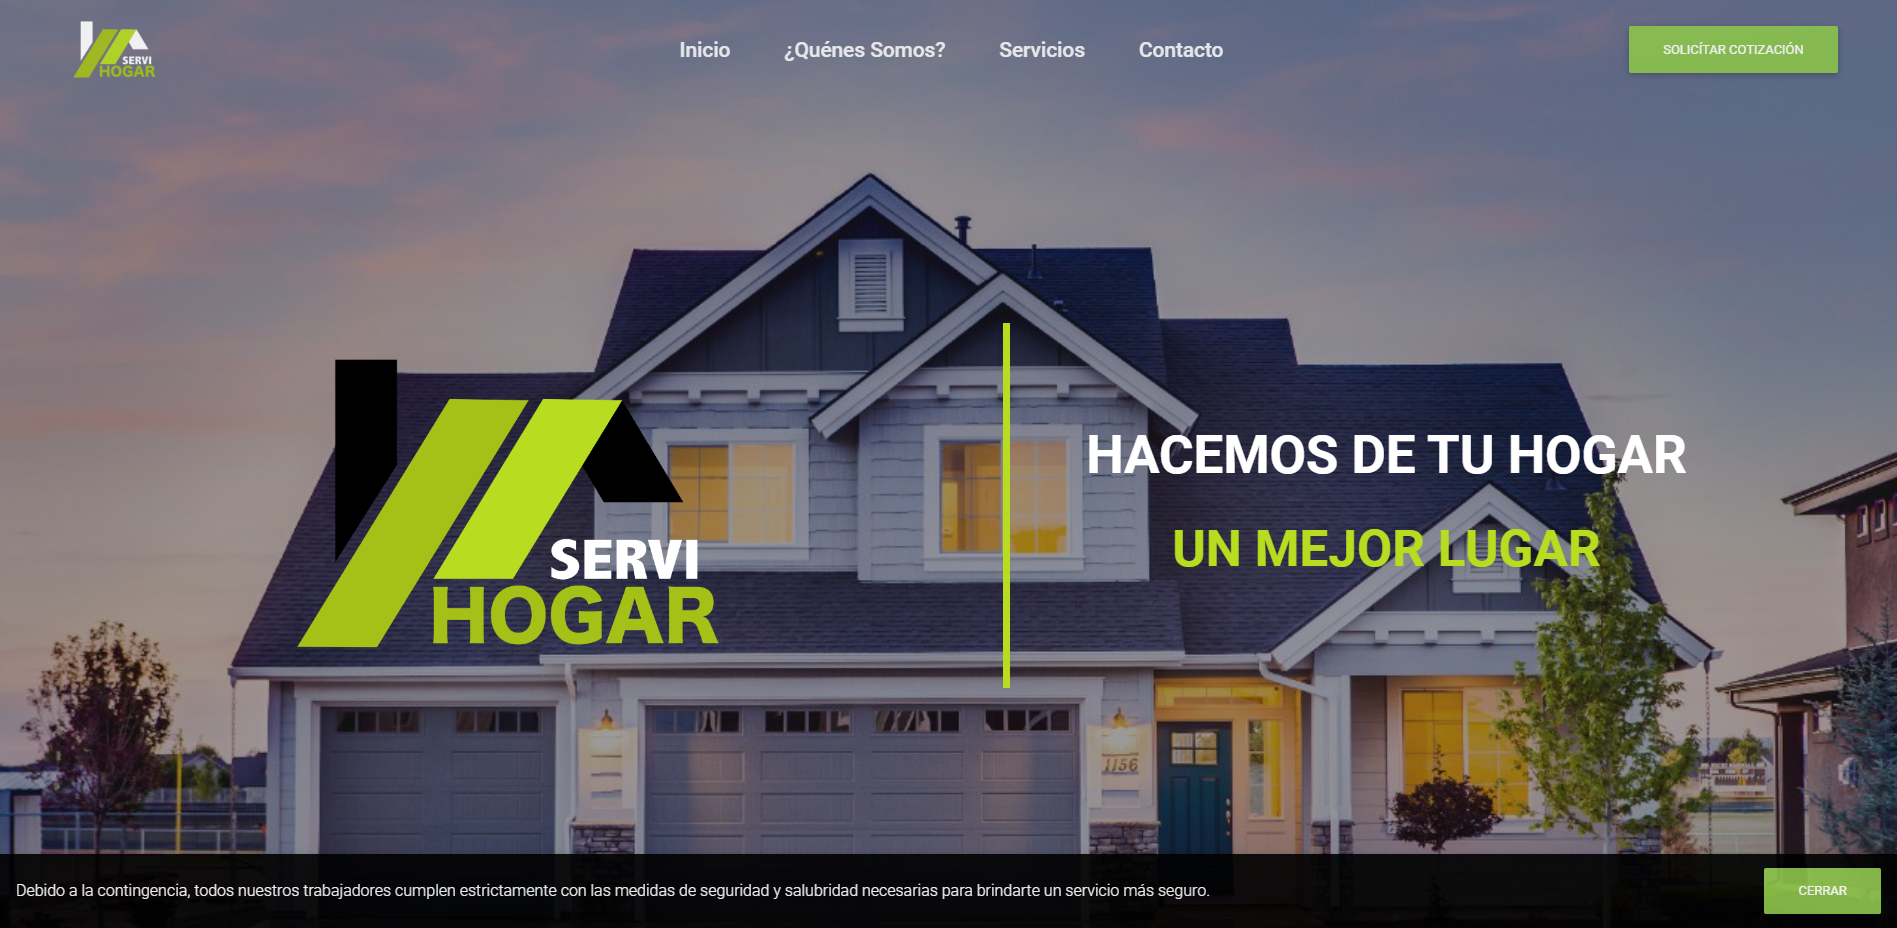 SERVI
HOGAR
Inicio
¿Quénes Somos?
Servicios
Contacto
SOLICÍTAR COTIZACIÓN
SERVI
HOGAR
HACEMOS DE TU HOGAR
UN MEJOR LUGAR
1156
Debido a la contingencia, todos nuestros trabajadores cumplen estrictamente con las medidas de seguridad y salubridad necesarias para brindarte un servicio más seguro.
CERRAR